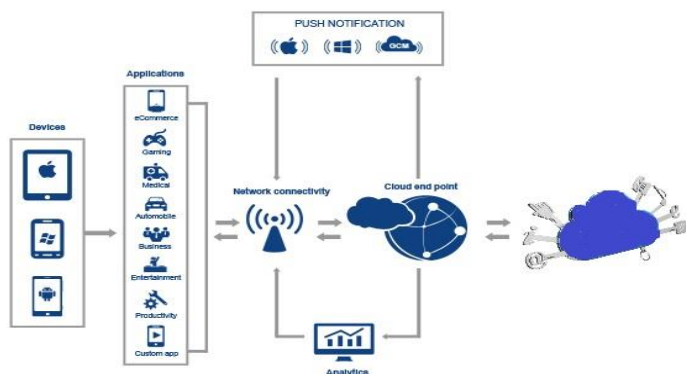 PUSH NOTIFICATION
GCM
Applications
eCommerce
Devices
Gaming
Medical
Network connectivity
Cloud end point
Automobile
Business
Entertainment
Productivity
Custom app
Analytics